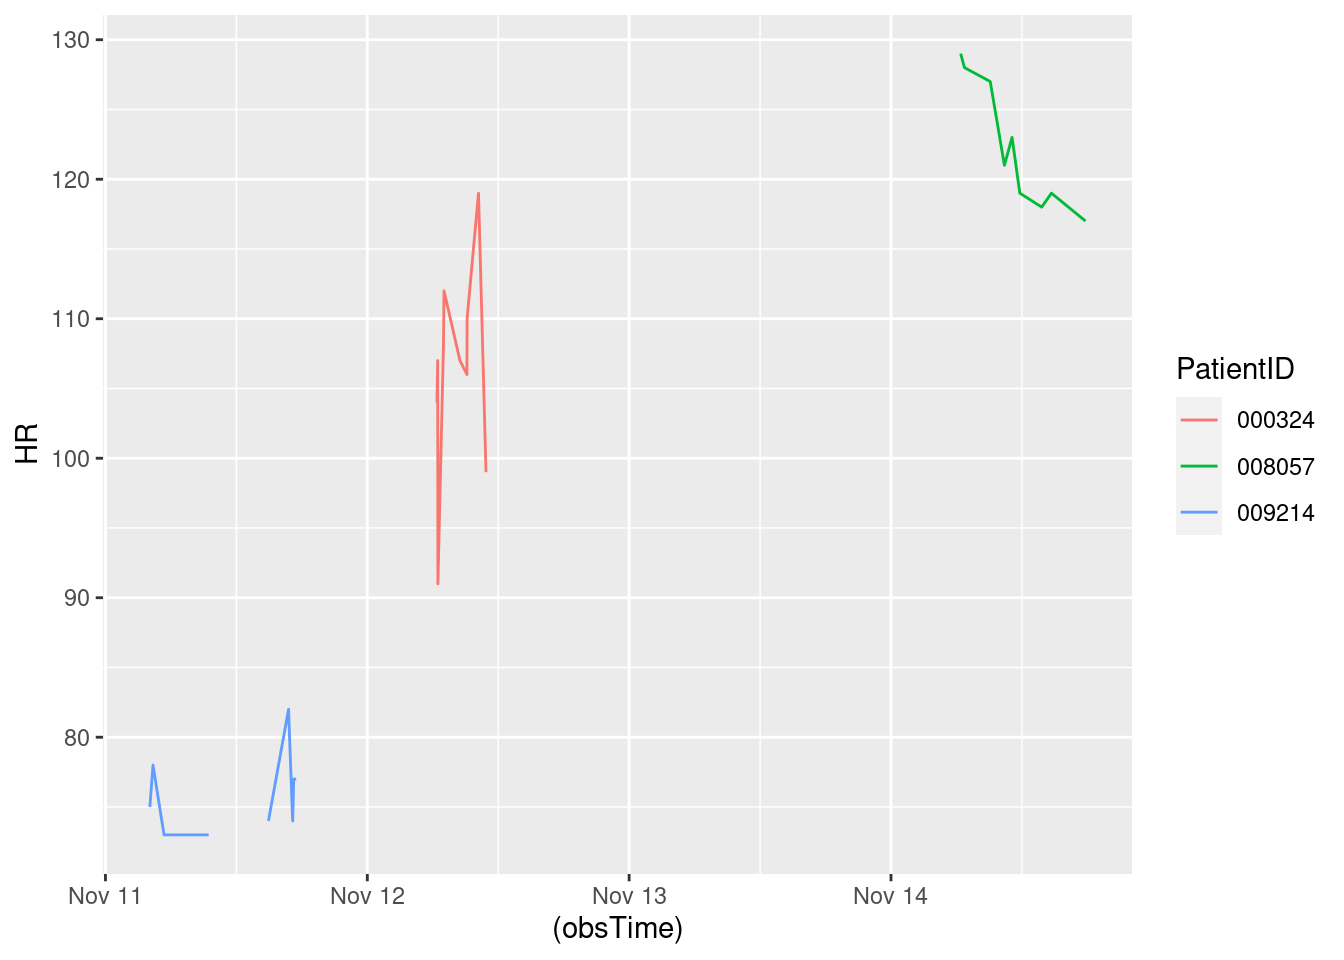 130
120
110
100
90
80
HR
Nov 11
Nov 12
Nov 13
Nov 14
(obsTime)
PatientID
000324
008057
009214